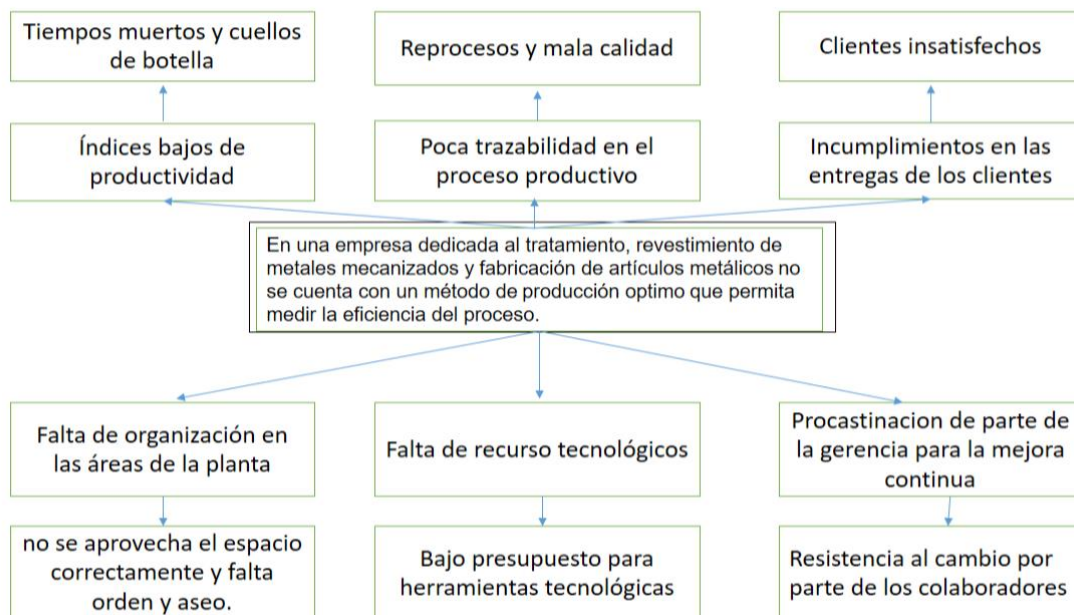 Tiempos muertos y cuellos
de botella
Reprocesos y mala calidad
Clientes insatisfechos
Índices bajos de
productividad
Poca trazabilidad en el
proceso productivo
Incumplimientos en las
entregas de los clientes
En una empresa dedicada al tratamiento, revestimiento de
metales mecanizados y fabricación de artículos metálicos no
se cuenta con un método de producción optimo que permita
medir la eficiencia del proceso.
Falta de organización en
las áreas de la planta
Falta de recurso tecnológicos
Procastinacion de parte de
la gerencia para la mejora
continua
no se aprovecha el espacio
correctamente y falta
orden y aseo.
Bajo presupuesto para
herramientas tecnológicas
Resistencia al cambio por
parte de los colaboradores